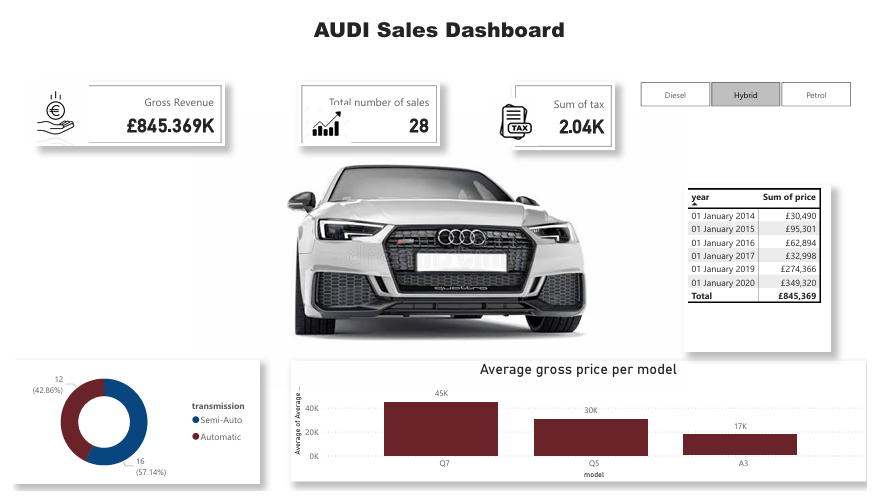 AUDI Sales Dashboard
Gross Revenue
£845.369K
Total number of sales
28
TAX
Sum of tax
2.04K
Diesel
Hybrid
Petrol
year Sum of price
01 January 2014 £30,490
01 January 2015 £95,301
01 January 2016 £62,894
01 January 2017 £32,998
01 January 2019 £274,366
01 January 2020 £349,320
Total £845,369
quattro
12
(42.86%)
16
(57.14%)
transmission
Semi-Auto
Automatic
Average gross price per model
Average of Average ...
40K
20K
0K
45K
30K
17K
Q7
Q5
A3
model